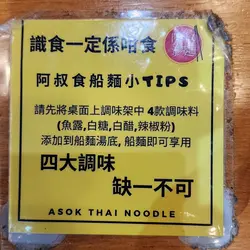 識食一定係咁食
阿叔食船麵小TIPS
請先將桌面上調味架中 4款調味料
(魚露,白糖,白醋,辣椒粉)
添加到船麵湯底, 船麵即可享用
四大調味
缺一不可
ASOK THAI NOODLE